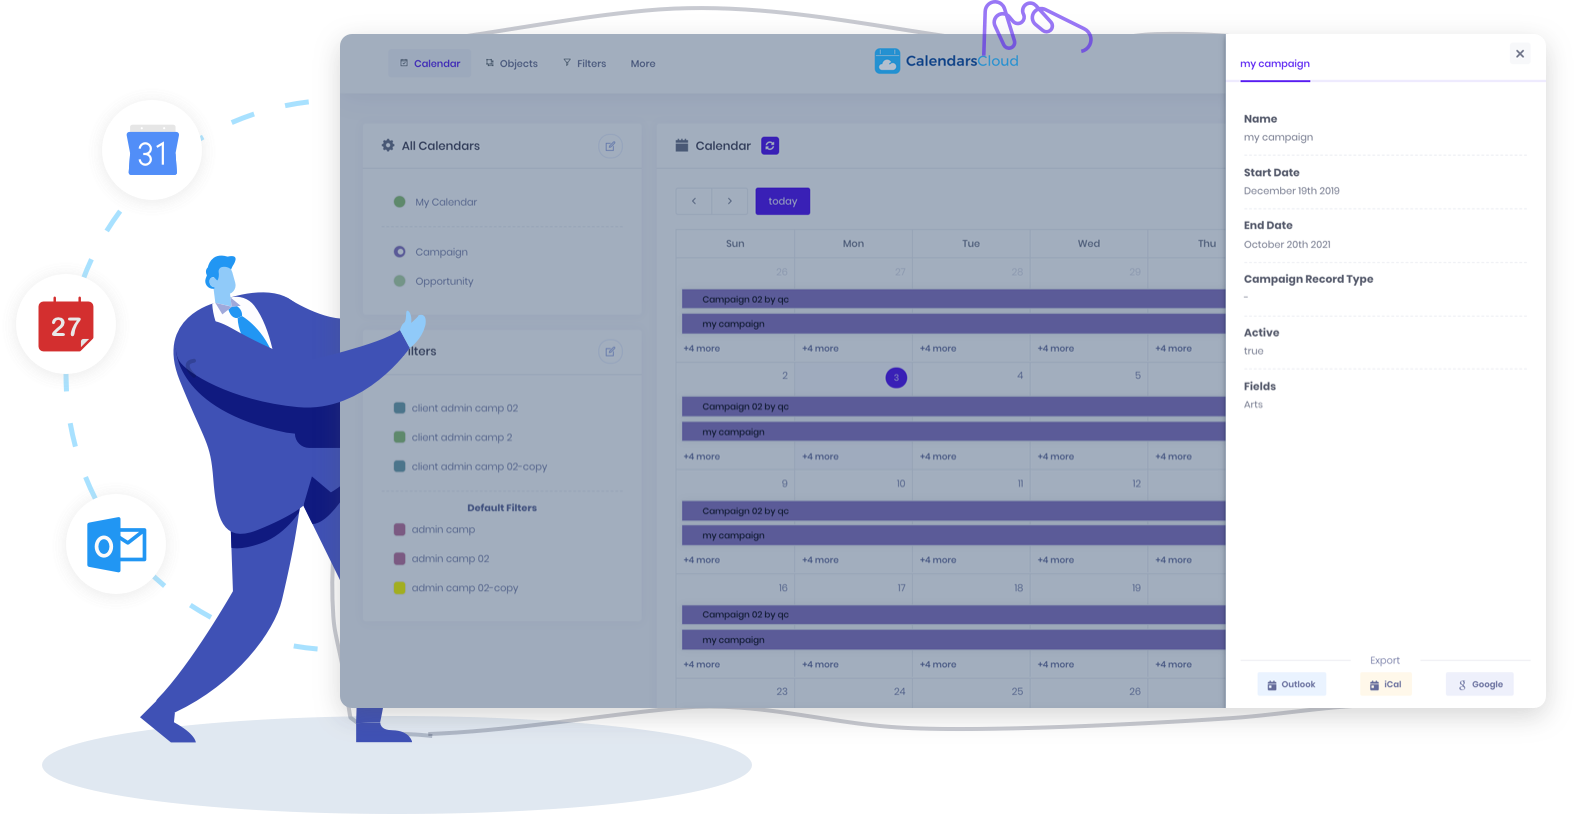 31
27
Calendar
Objects
Filters
More
CalendarsCloud
All Calendars
My Calendar
Campaign
Opportunity
ilters
client admin camp 02
client admin camp 2
client admin camp 02-copy
Default Filters
admin camp
admin camp 02
admin camp 02-copy
Calendar
today
Sun Mon Tue Wed Thu
26 27 28 29
Campaign 02 by qc
my campaign
+4 more +4 more +4 more +4 more +4 more
2 3 4 5
Campaign 02 by qc
my campaign
+4 more +4 more +4 more +4 more +4 more
9 10 11 12
Campaign 02 by qc
my campaign
+4 more +4 more +4 more +4 more +4 more
16 17 18 19
Campaign 02 by qc
my campaign
+4 more +4 more +4 more +4 more +4 more
23 24 25 26
my campaign
Name
my campaign
Start Date
December 19th 2019
End Date
October 20th 2021
Campaign Record Type
-
Active
true
Fields
Arts
Export
Outlook
iCal
Google